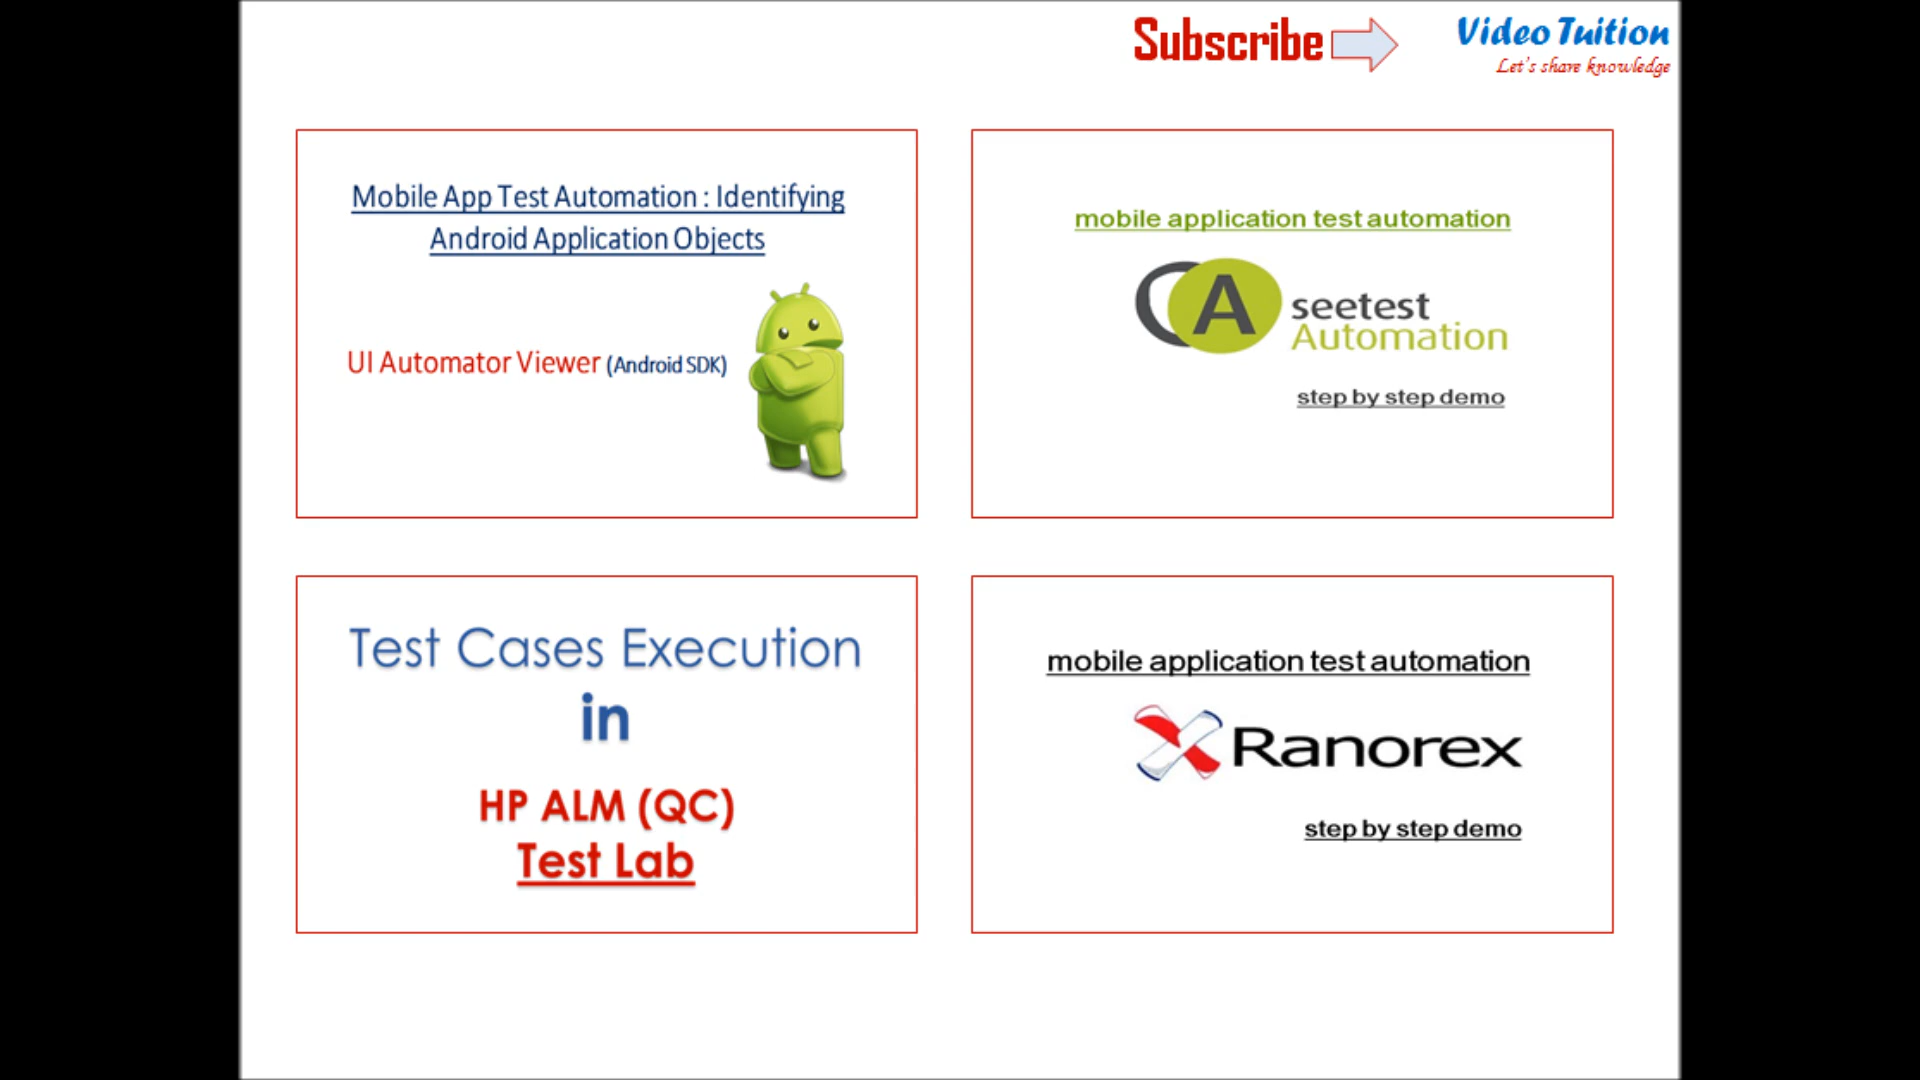 Subscribe
Video Tuition
Let's share knowledge
Mobile App Test Automation : Identifying
Android Application Objects
UI Automator Viewer (Android SDK)
mobile application test automation
A
seetest
Automation
step by step demo
Test Cases Execution
in
HP ALM (QC)
Test Lab
mobile application test automation
Ranorex
step by step demo